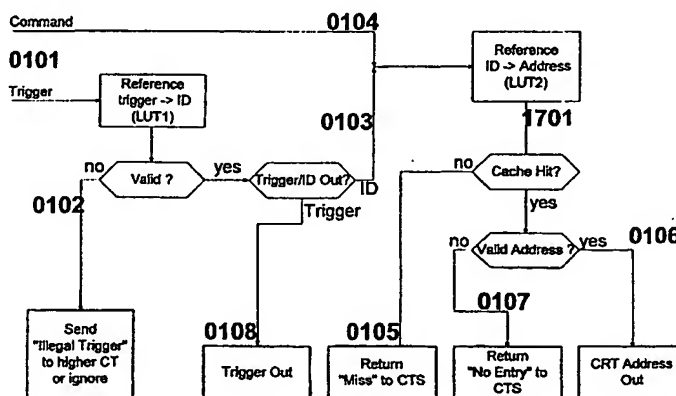 Command
0104
0101
Trigger
Reference
trigger -> ID
(LUT1)
0103
Reference
ID -> Address
(LUT2)
1701
no
Valid ?
yes
Trigger/ID Out?
ID
Trigger
no
Cache Hit?
yes
0102
no
Valid Address ?
yes
0106
0107
0108
0105
Send
"Illegal Trigger"
to higher CT
or ignore
Trigger Out
Return
"Miss" to CTS
Return
"No Entry" to
CTS
CRT Address
Out